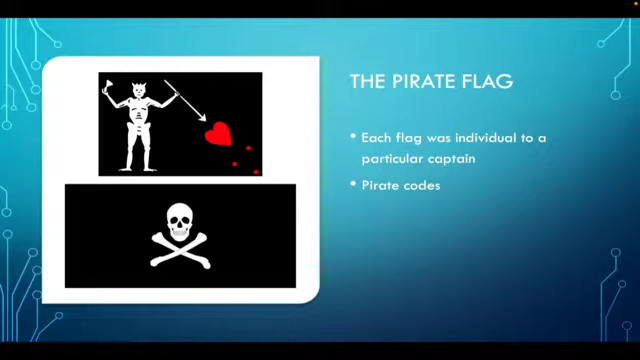 THE PIRATE FLAG
• Each flag was individual to a
particular captain
• Pirate codes